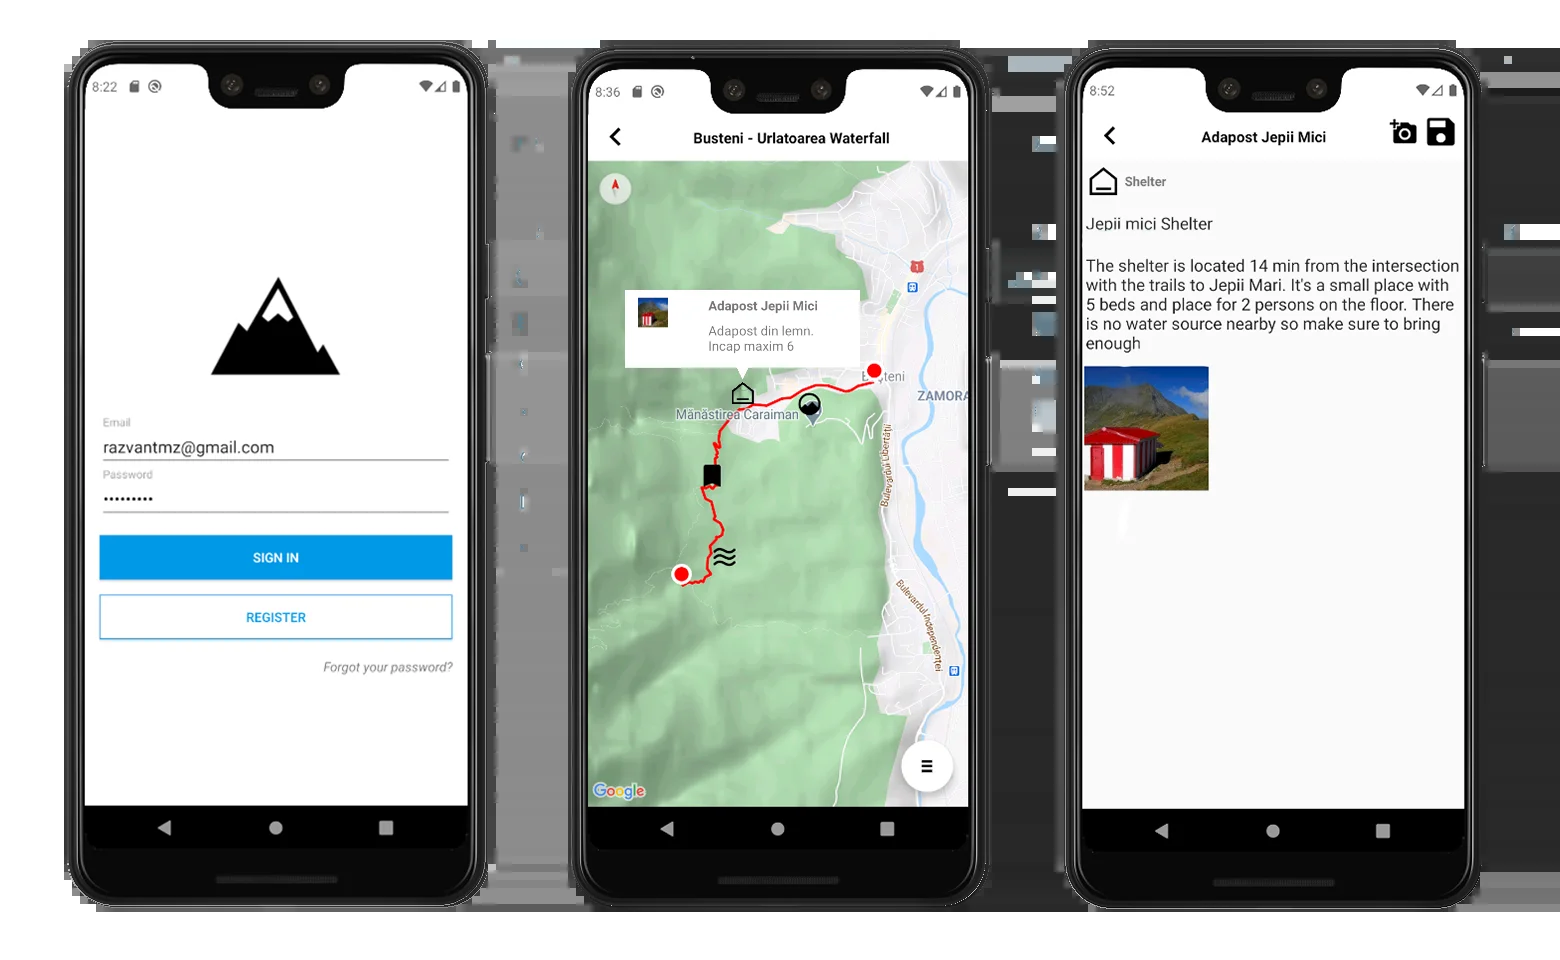 8:22
Email
razvantmz@gmail.com
Password
•••••••••
SIGN IN
REGISTER
Forgot your password?
8:36
Busteni - Urlatoarea Waterfall
1
Adapost Jepii Mici
Adapost din lemn.
Incap maxim 6
Mănăstirea Caraiman
ZAMORA
Bulevardul Libertății
Bulevardul Independenței
Google
8:52
Adapost Jepii Mici
Shelter
Jepii mici Shelter
The shelter is located 14 min from the intersection
with the trails to Jepii Mari. It's a small place with
5 beds and place for 2 persons on the floor. There
is no water source nearby so make sure to bring
enough